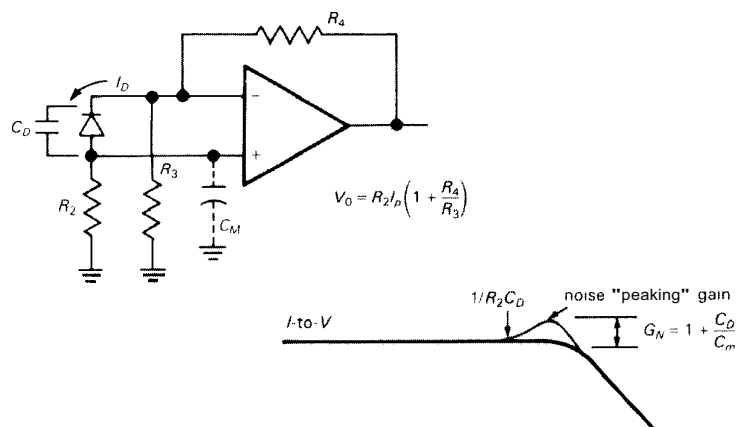 R4
ID
CD
−
+
R2
R3
CM
V0 = R2Ip(1 + R4/R3)
1/R2CD
noise "peaking" gain
I-to-V
GN = 1 + CD/Cm